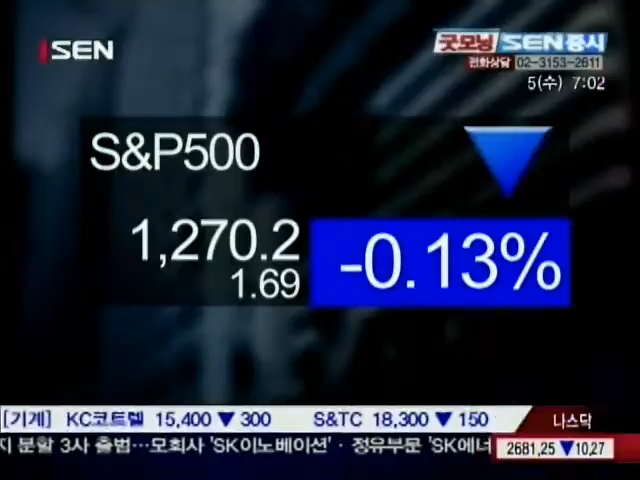 SEN
굿모닝 SEN증시
전화상담 02-3153-2611
5(수) 7:02
S&P500
1,270.2
1.69
-0.13%
[기계] KC코트렐 15,400 ▼ 300 S&TC 18,300 ▼ 150
나스닥
지 분할 3사 출범…모회사 'SK이노베이션'·정유부문 'SK에너
2681,25 ▼10,27